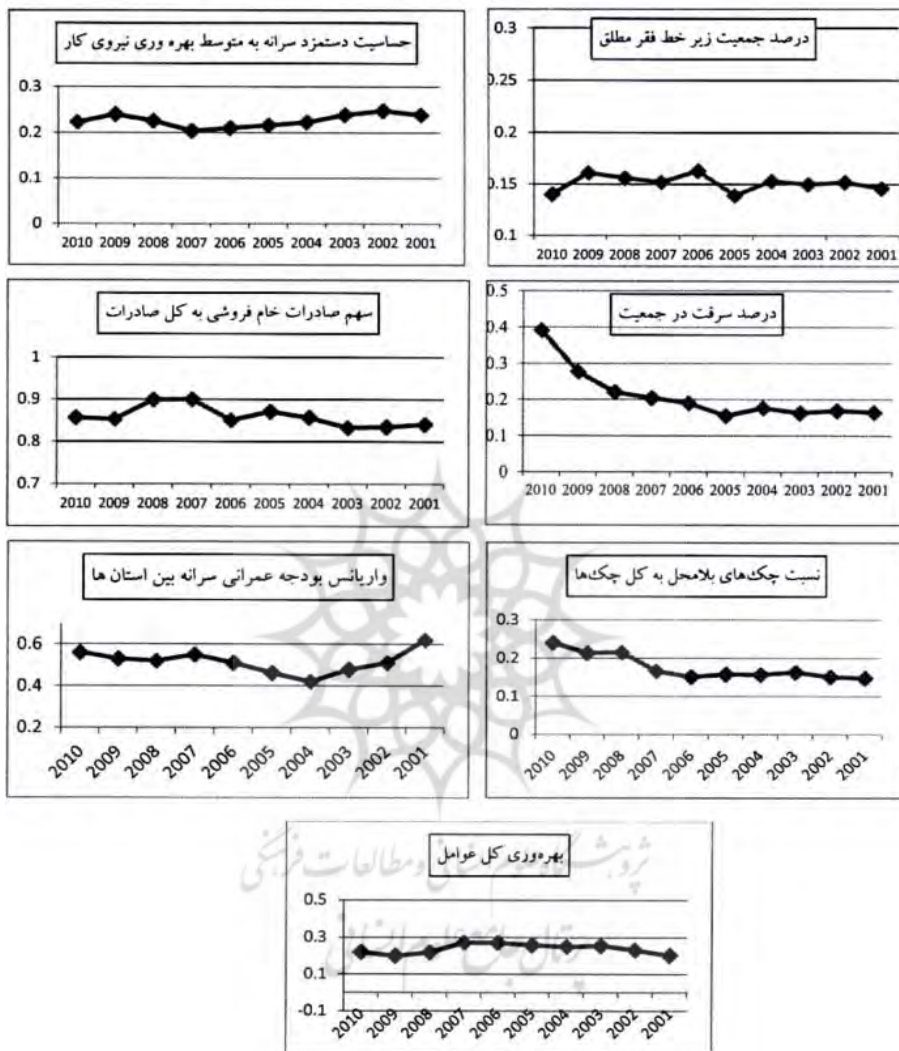 درصد جمعیت زیر خط فقر مطلق
0.3
0.25
0.2
0.15
0.1
2010 2009 2008 2007 2006 2005 2004 2003 2002 2001
حساسیت دستمزد سرانه به متوسط بهره وری نیروی کار
0.3
0.2
0.1
0
2010 2009 2008 2007 2006 2005 2004 2003 2002 2001
درصد سرقت در جمعیت
0.5
0.4
0.3
0.2
0.1
0
2010 2009 2008 2007 2006 2005 2004 2003 2002 2001
سهم صادرات خام فروشی به کل صادرات
1
0.9
0.8
0.7
2010 2009 2008 2007 2006 2005 2004 2003 2002 2001
نسبت چک‌های بلامحل به کل چک‌ها
0.3
0.2
0.1
0
2010 2009 2008 2007 2006 2005 2004 2003 2002 2001
واریانس بودجه عمرانی سرانه بین استان ها
0.6
0.4
0.2
2010 2009 2008 2007 2006 2005 2004 2003 2002 2001
پژوهشگاه علوم انسانی و مطالعات فرهنگی
پرتال جامع علوم انسانی
بهره‌وری کل عوامل
0.5
0.3
0.1
-0.1
2010 2009 2008 2007 2006 2005 2004 2003 2002 2001